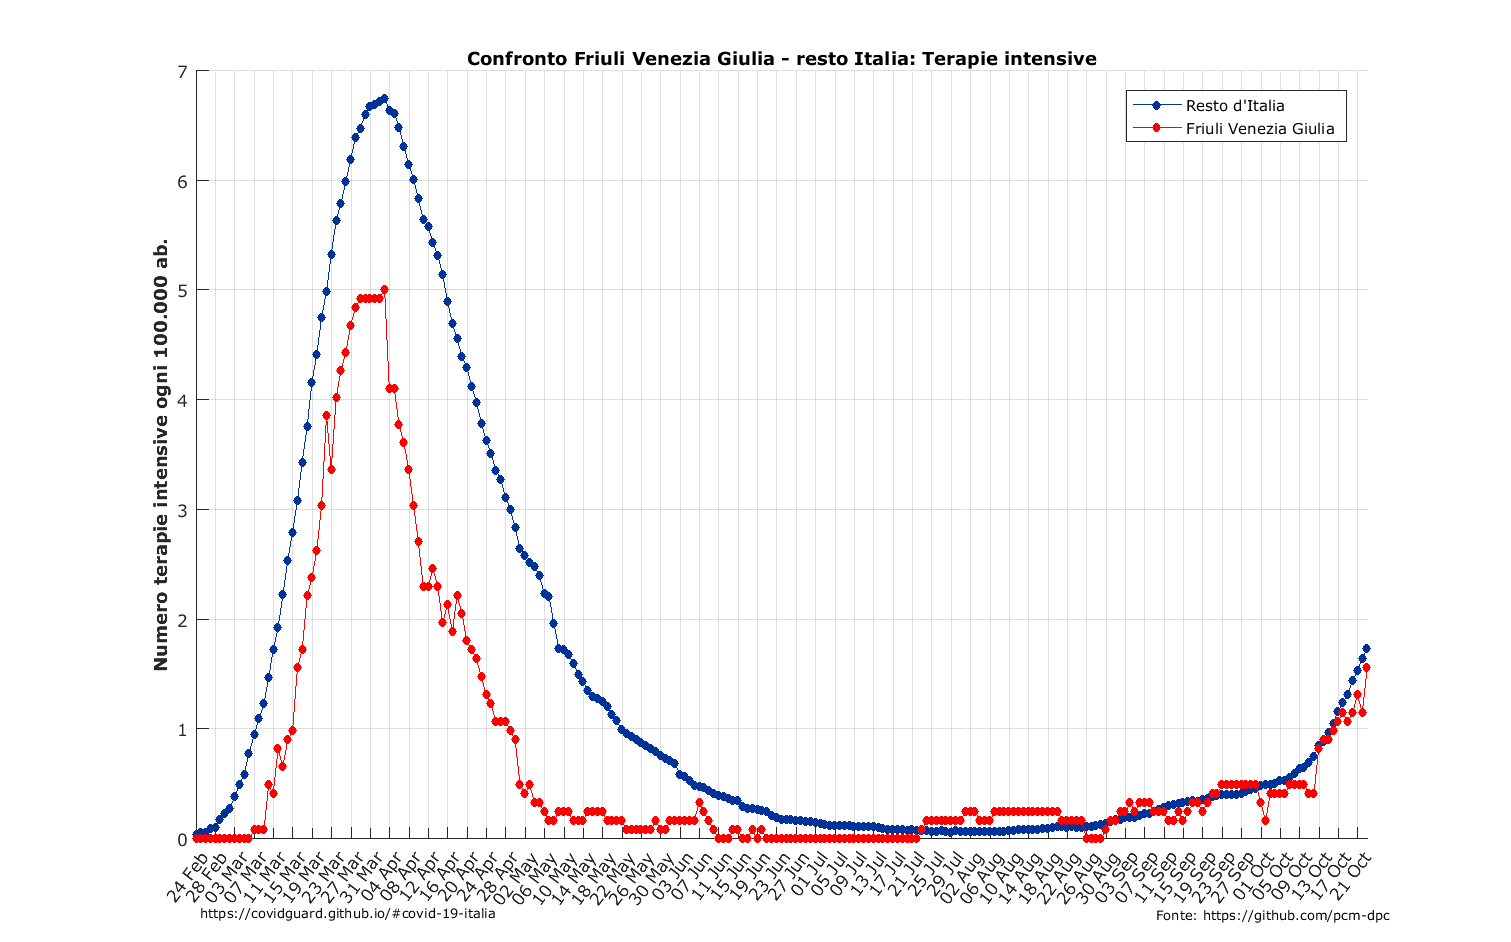 Confronto Friuli Venezia Giulia - resto Italia: Terapie intensive
Resto d'Italia
Friuli Venezia Giulia
Numero terapie intensive ogni 100.000 ab.
7
6
5
4
3
2
1
0
24 Feb
28 Feb
03 Mar
07 Mar
11 Mar
15 Mar
19 Mar
23 Mar
27 Mar
31 Mar
04 Apr
08 Apr
12 Apr
16 Apr
20 Apr
24 Apr
28 Apr
02 May
06 May
10 May
14 May
18 May
22 May
26 May
30 May
03 Jun
07 Jun
11 Jun
15 Jun
19 Jun
23 Jun
27 Jun
01 Jul
05 Jul
09 Jul
13 Jul
17 Jul
21 Jul
25 Jul
29 Jul
02 Aug
06 Aug
10 Aug
14 Aug
18 Aug
22 Aug
26 Aug
30 Aug
03 Sep
07 Sep
11 Sep
15 Sep
19 Sep
23 Sep
27 Sep
01 Oct
05 Oct
09 Oct
13 Oct
17 Oct
21 Oct
https://covidguard.github.io/#covid-19-italia
Fonte: https://github.com/pcm-dpc